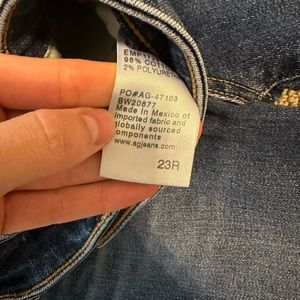 98% COTT
2% POLYURET
PO#AG-47103
BW20877
Made in Mexico of
imported fabric and
globally sourced
components
www.agjeans.com
23R